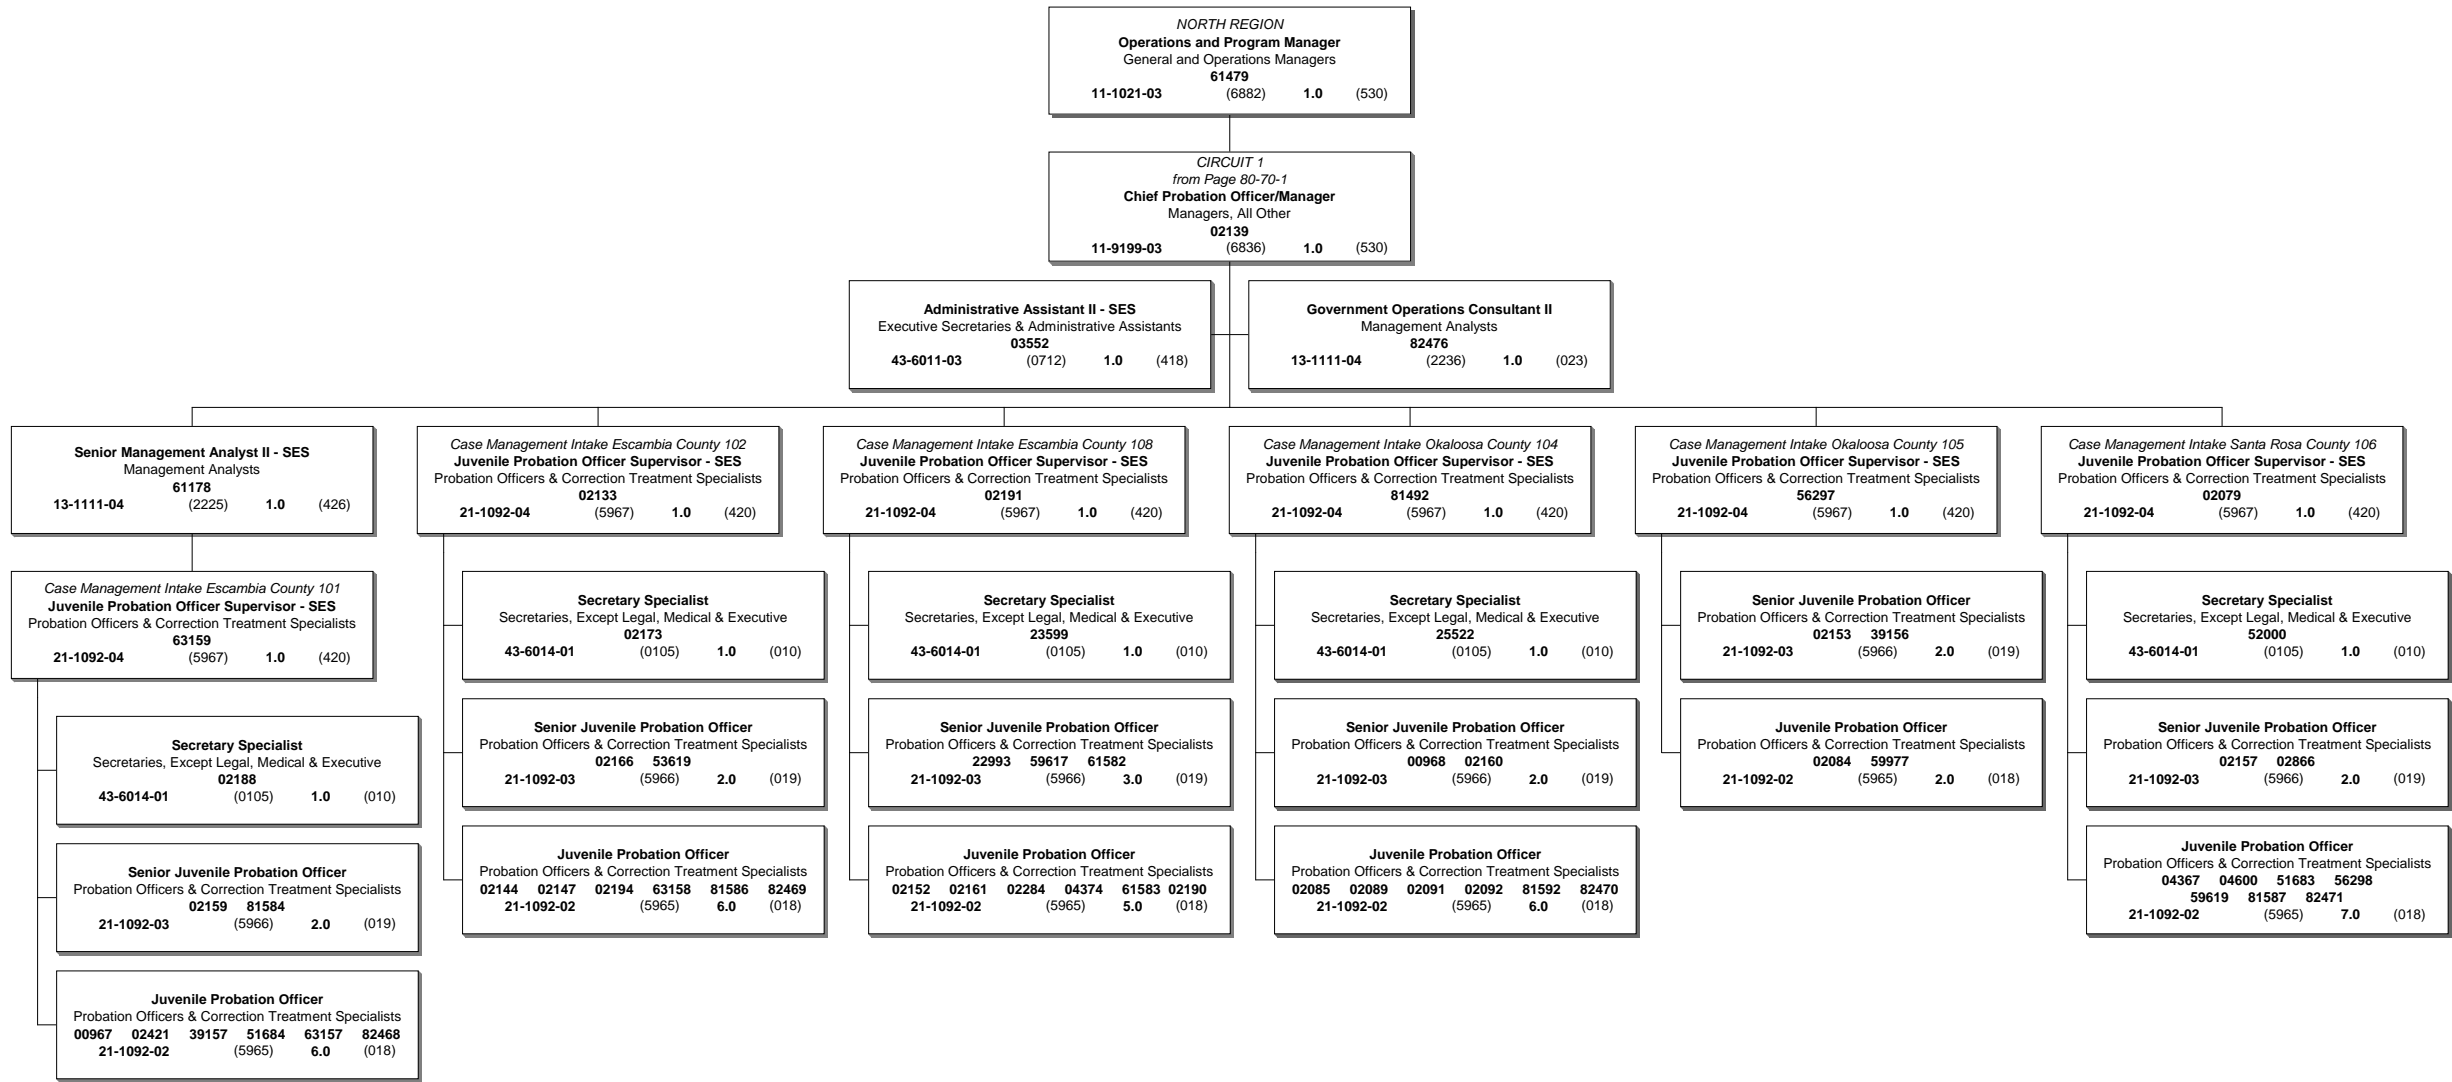 NORTH REGION
Operations and Program Manager
General and Operations Managers
61479
11-1021-03 (6882) 1.0 (530)
CIRCUIT 1
from Page 80-70-1
Chief Probation Officer/Manager
Managers, All Other
02139
11-9199-03 (6836) 1.0 (530)
Administrative Assistant II - SES
Executive Secretaries & Administrative Assistants
03552
43-6011-03 (0712) 1.0 (418)
Government Operations Consultant II
Management Analysts
82476
13-1111-04 (2236) 1.0 (023)
Senior Management Analyst II - SES
Management Analysts
61178
13-1111-04 (2225) 1.0 (426)
Case Management Intake Escambia County 101
Juvenile Probation Officer Supervisor - SES
Probation Officers & Correction Treatment Specialists
63159
21-1092-04 (5967) 1.0 (420)
Secretary Specialist
Secretaries, Except Legal, Medical & Executive
02188
43-6014-01 (0105) 1.0 (010)
Senior Juvenile Probation Officer
Probation Officers & Correction Treatment Specialists
02159 81584
21-1092-03 (5966) 2.0 (019)
Juvenile Probation Officer
Probation Officers & Correction Treatment Specialists
00967 02421 39157 51684 63157 82468
21-1092-02 (5965) 6.0 (018)
Case Management Intake Escambia County 102
Juvenile Probation Officer Supervisor - SES
Probation Officers & Correction Treatment Specialists
02133
21-1092-04 (5967) 1.0 (420)
Secretary Specialist
Secretaries, Except Legal, Medical & Executive
02173
43-6014-01 (0105) 1.0 (010)
Senior Juvenile Probation Officer
Probation Officers & Correction Treatment Specialists
02166 53619
21-1092-03 (5966) 2.0 (019)
Juvenile Probation Officer
Probation Officers & Correction Treatment Specialists
02144 02147 02194 63158 81586 82469
21-1092-02 (5965) 6.0 (018)
Case Management Intake Escambia County 108
Juvenile Probation Officer Supervisor - SES
Probation Officers & Correction Treatment Specialists
02191
21-1092-04 (5967) 1.0 (420)
Secretary Specialist
Secretaries, Except Legal, Medical & Executive
23599
43-6014-01 (0105) 1.0 (010)
Senior Juvenile Probation Officer
Probation Officers & Correction Treatment Specialists
22993 59617 61582
21-1092-03 (5966) 3.0 (019)
Juvenile Probation Officer
Probation Officers & Correction Treatment Specialists
02152 02161 02284 04374 61583 02190
21-1092-02 (5965) 5.0 (018)
Case Management Intake Okaloosa County 104
Juvenile Probation Officer Supervisor - SES
Probation Officers & Correction Treatment Specialists
81492
21-1092-04 (5967) 1.0 (420)
Secretary Specialist
Secretaries, Except Legal, Medical & Executive
25522
43-6014-01 (0105) 1.0 (010)
Senior Juvenile Probation Officer
Probation Officers & Correction Treatment Specialists
00968 02160
21-1092-03 (5966) 2.0 (019)
Juvenile Probation Officer
Probation Officers & Correction Treatment Specialists
02085 02089 02091 02092 81592 82470
21-1092-02 (5965) 6.0 (018)
Case Management Intake Okaloosa County 105
Juvenile Probation Officer Supervisor - SES
Probation Officers & Correction Treatment Specialists
56297
21-1092-04 (5967) 1.0 (420)
Senior Juvenile Probation Officer
Probation Officers & Correction Treatment Specialists
02153 39156
21-1092-03 (5966) 2.0 (019)
Juvenile Probation Officer
Probation Officers & Correction Treatment Specialists
02084 59977
21-1092-02 (5965) 2.0 (018)
Case Management Intake Santa Rosa County 106
Juvenile Probation Officer Supervisor - SES
Probation Officers & Correction Treatment Specialists
02079
21-1092-04 (5967) 1.0 (420)
Secretary Specialist
Secretaries, Except Legal, Medical & Executive
52000
43-6014-01 (0105) 1.0 (010)
Senior Juvenile Probation Officer
Probation Officers & Correction Treatment Specialists
02157 02866
21-1092-03 (5966) 2.0 (019)
Juvenile Probation Officer
Probation Officers & Correction Treatment Specialists
04367 04600 51683 56298
59619 81587 82471
21-1092-02 (5965) 7.0 (018)